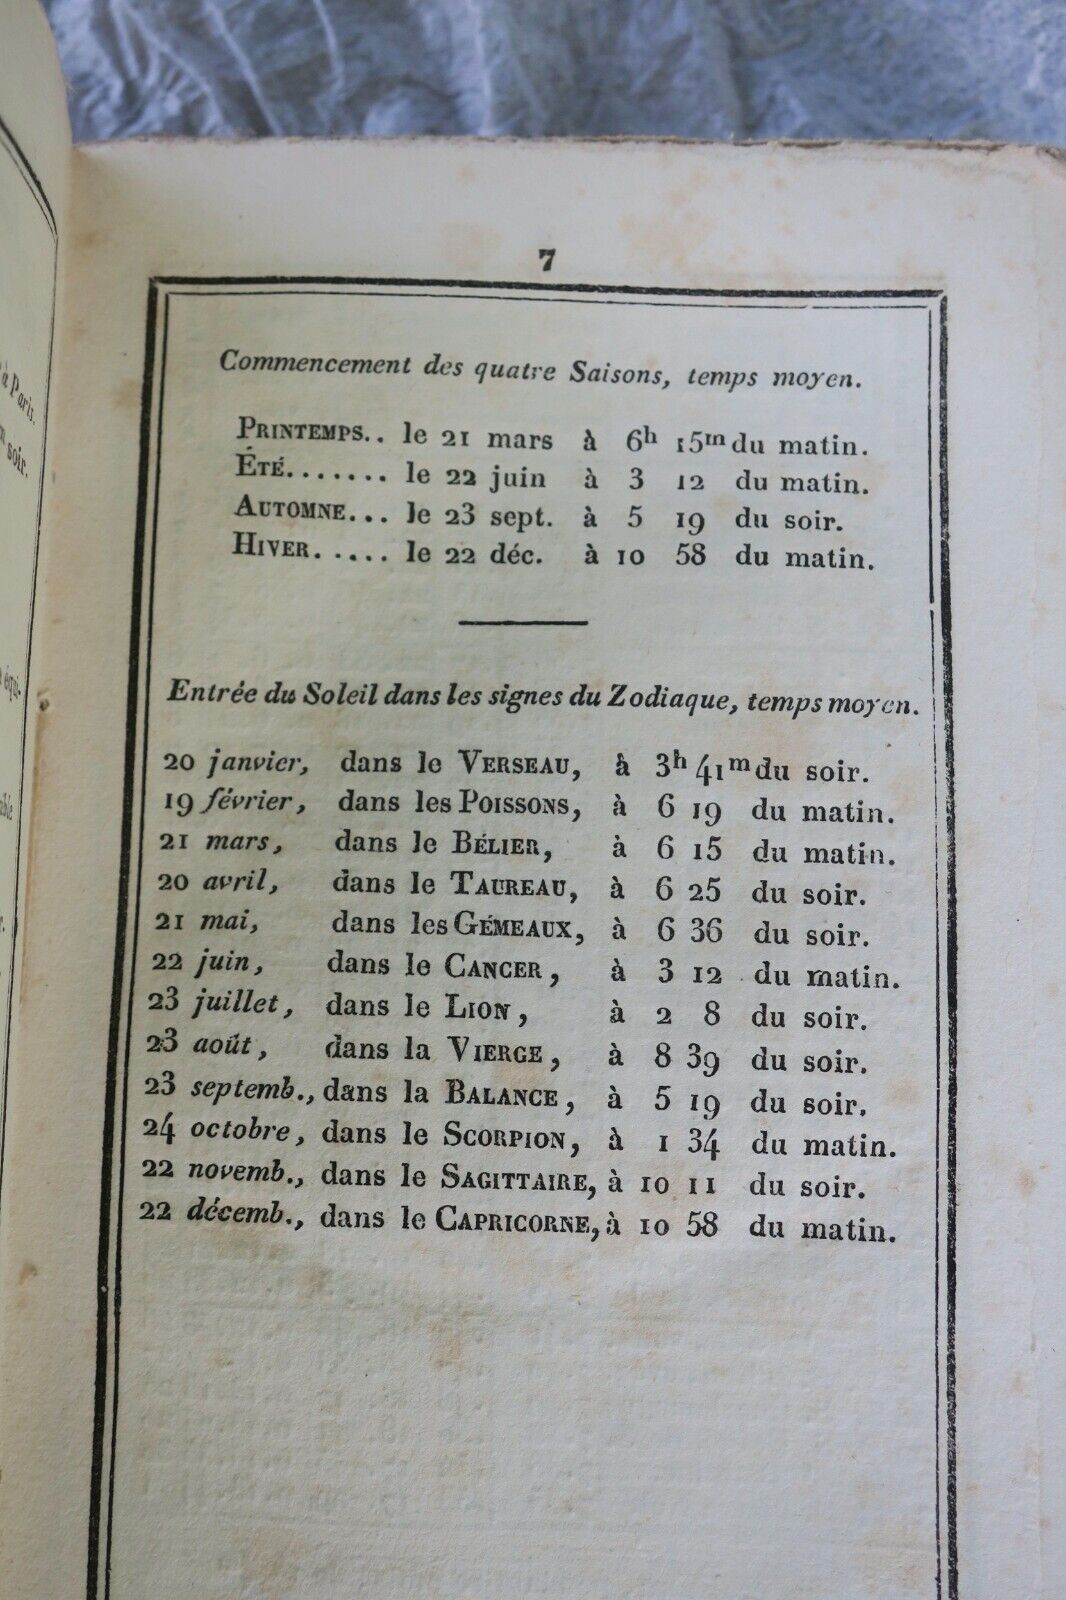 à Paris.
soir.
équi-
7
Commencement des quatre Saisons, temps moyen.
PRINTEMPS.. le 21 mars à 6h 15m du matin.
ÉTÉ....... le 22 juin à 3 12 du matin.
AUTOMNE... le 23 sept. à 5 19 du soir.
HIVER..... le 22 déc. à 10 58 du matin.
Entrée du Soleil dans les signes du Zodiaque, temps moyen.
20 janvier, dans le VERSEAU, à 3h 41m du soir.
19 février, dans les POISSONS, à 6 19 du matin.
21 mars, dans le BÉLIER, à 6 15 du matin.
20 avril, dans le TAUREAU, à 6 25 du soir.
21 mai, dans les GÉMEAUX, à 6 36 du soir.
22 juin, dans le CANCER, à 3 12 du matin.
23 juillet, dans le LION, à 2 8 du soir.
23 août, dans la VIERGE, à 8 39 du soir.
23 septemb., dans la BALANCE, à 5 19 du soir.
24 octobre, dans le SCORPION, à 1 34 du matin.
22 novemb., dans le SAGITTAIRE, à 10 11 du soir.
22 décemb., dans le CAPRICORNE, à 10 58 du matin.